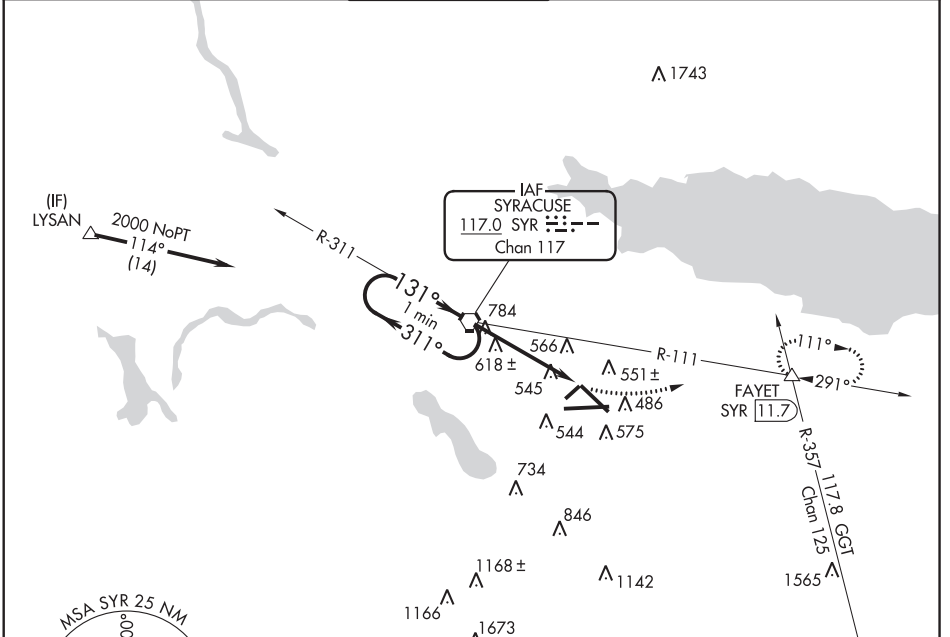 1743
IAF
SYRACUSE
117.0 SYR
Chan 117
(IF)
LYSAN
2000 NoPT
114°
(14)
R-311
131°
1 min
311°
784
618 ±
566
545
551 ±
R-111
111°
291°
FAYET
SYR 11.7
486
544
575
734
R-357 117.8 GGT
Chan 125
846
1168 ±
1142
1565
1166
1673
MSA SYR 25 NM